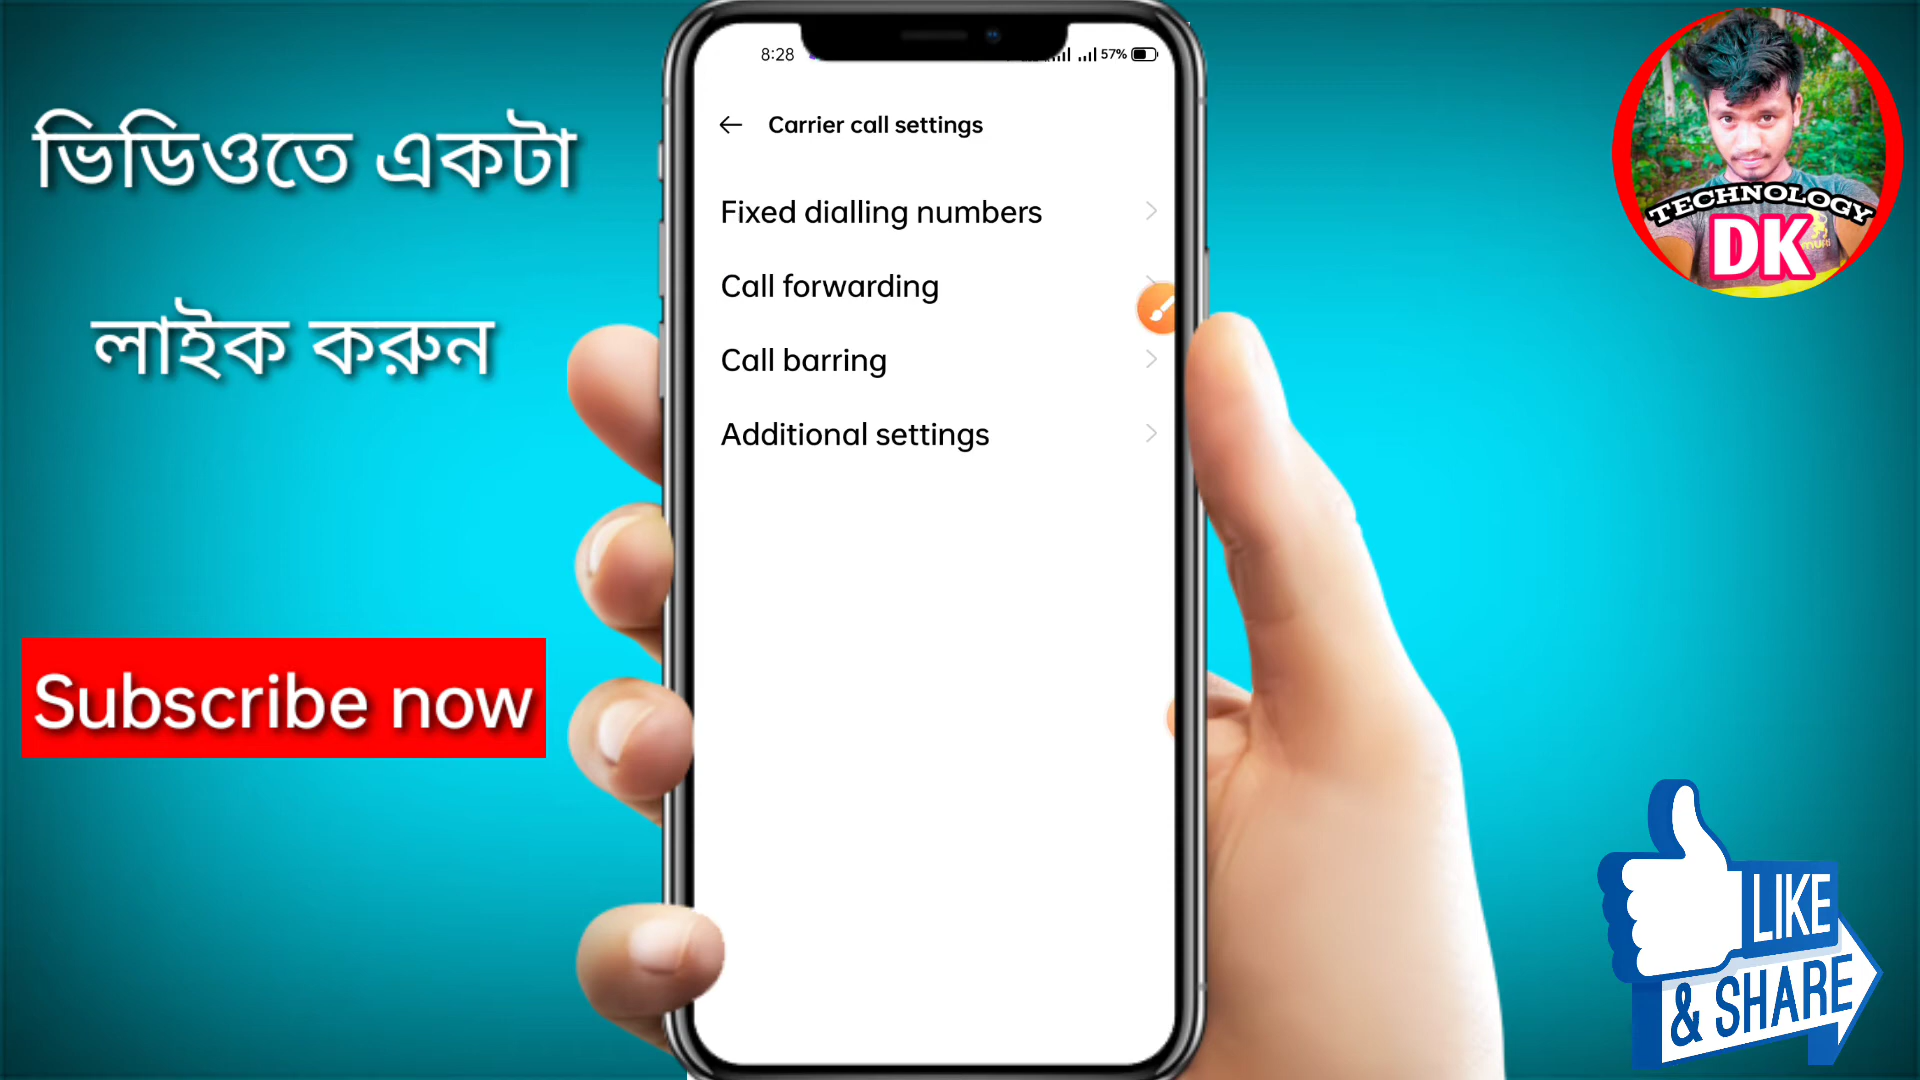 ভিডিওতে একটা
লাইক করুন
Subscribe now
8:28
57%
Carrier call settings
Fixed dialling numbers
Call forwarding
Call barring
Additional settings
TECHNOLOGY
DK
LIKE
& SHARE